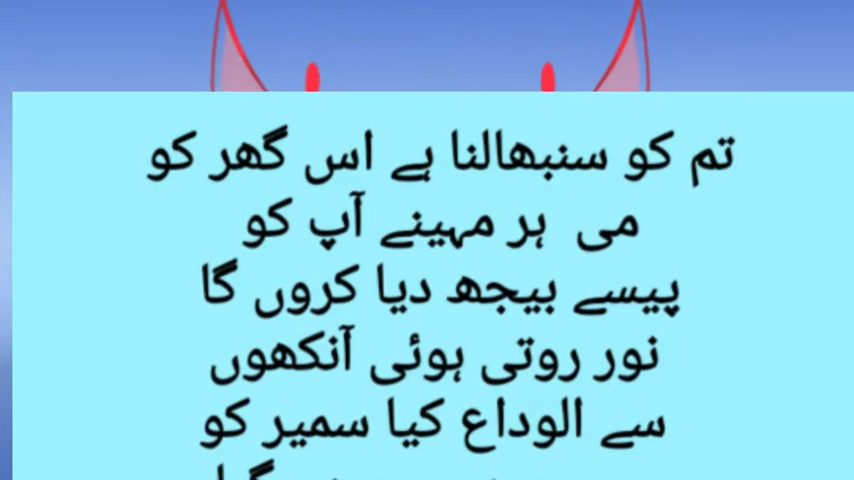 تم کو سنبھالنا ہے اس گھر کو
می ہر مہینے آپ کو
پیسے بیجھ دیا کروں گا
نور روتی ہوئی آنکھوں
سے الوداع کیا سمیر کو